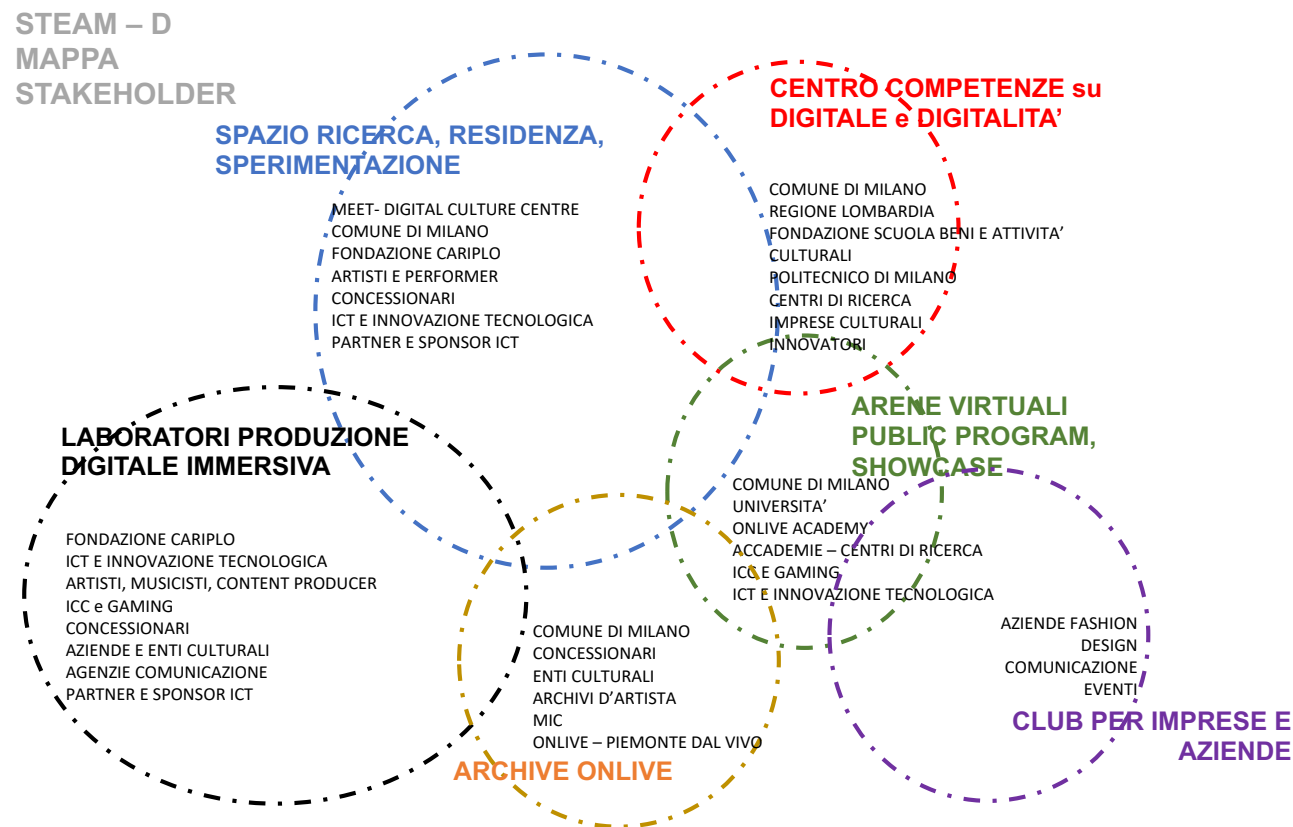 STEAM – D
MAPPA
STAKEHOLDER
SPAZIO RICERCA, RESIDENZA,
SPERIMENTAZIONE
MEET- DIGITAL CULTURE CENTRE
COMUNE DI MILANO
FONDAZIONE CARIPLO
ARTISTI E PERFORMER
CONCESSIONARI
ICT E INNOVAZIONE TECNOLOGICA
PARTNER E SPONSOR ICT
CENTRO COMPETENZE su
DIGITALE e DIGITALITA’
COMUNE DI MILANO
REGIONE LOMBARDIA
FONDAZIONE SCUOLA BENI E ATTIVITA’
CULTURALI
POLITECNICO DI MILANO
CENTRI DI RICERCA
IMPRESE CULTURALI
INNOVATORI
LABORATORI PRODUZIONE
DIGITALE IMMERSIVA
FONDAZIONE CARIPLO
ICT E INNOVAZIONE TECNOLOGICA
ARTISTI, MUSICISTI, CONTENT PRODUCER
ICC e GAMING
CONCESSIONARI
AZIENDE E ENTI CULTURALI
AGENZIE COMUNICAZIONE
PARTNER E SPONSOR ICT
ARENE VIRTUALI
PUBLIC PROGRAM,
SHOWCASE
COMUNE DI MILANO
UNIVERSITA’
ONLIVE ACADEMY
ACCADEMIE – CENTRI DI RICERCA
ICC E GAMING
ICT E INNOVAZIONE TECNOLOGICA
COMUNE DI MILANO
CONCESSIONARI
ENTI CULTURALI
ARCHIVI D’ARTISTA
MIC
ONLIVE – PIEMONTE DAL VIVO
ARCHIVE ONLIVE
AZIENDE FASHION
DESIGN
COMUNICAZIONE
EVENTI
CLUB PER IMPRESE E
AZIENDE